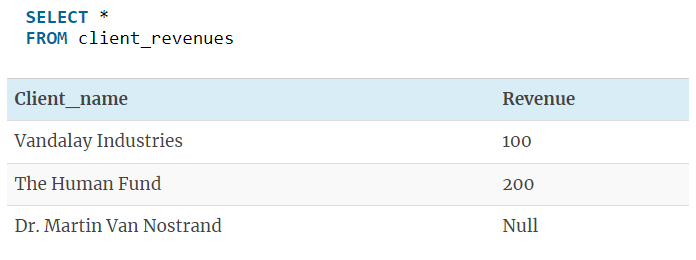 SELECT *
FROM client_revenues
Client_name Revenue
Vandalay Industries 100
The Human Fund 200
Dr. Martin Van Nostrand Null